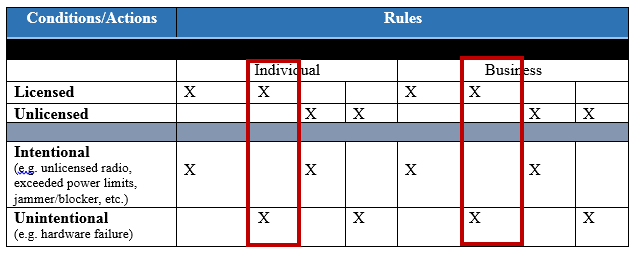 Conditions/Actions Rules
Individual Business
Licensed X X X X
Unlicensed X X X X
Intentional
(e.g. unlicensed radio,
exceeded power limits,
jammer/blocker, etc.) X X X X
Unintentional X X X X
(e.g. hardware failure)